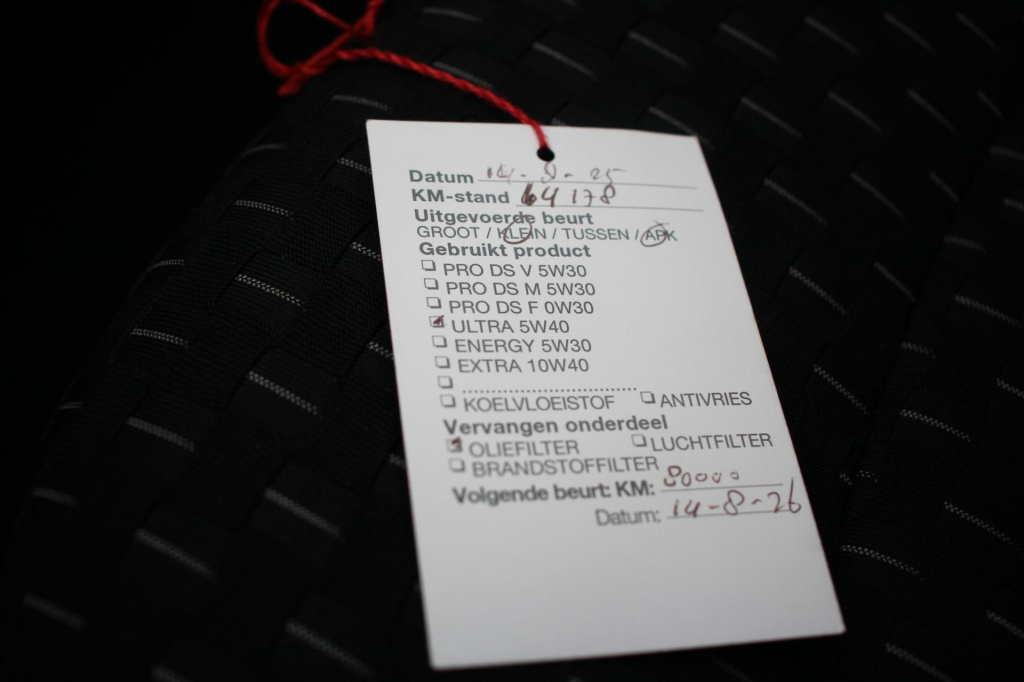 Datum 14-8-25
KM-stand 64178
Uitgevoerde beurt
GROOT / KLEIN / TUSSEN / APK
Gebruikt product
PRO DS V 5W30
PRO DS M 5W30
PRO DS F 0W30
ULTRA 5W40
ENERGY 5W30
EXTRA 10W40
..............................
KOELVLOEISTOF ANTIVRIES
Vervangen onderdeel
OLIEFILTER LUCHTFILTER
BRANDSTOFFILTER
Volgende beurt: KM: 80000
Datum: 14-8-26